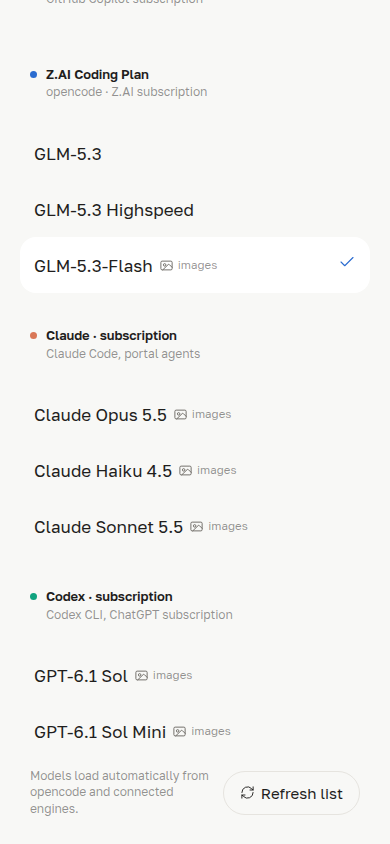 GitHub Copilot subscription
Z.AI Coding Plan
opencode · Z.AI subscription
GLM-5.3
GLM-5.3 Highspeed
GLM-5.3-Flash images
Claude · subscription
Claude Code, portal agents
Claude Opus 5.5 images
Claude Haiku 4.5 images
Claude Sonnet 5.5 images
Codex · subscription
Codex CLI, ChatGPT subscription
GPT-6.1 Sol images
GPT-6.1 Sol Mini images
Models load automatically from
opencode and connected
engines.
Refresh list